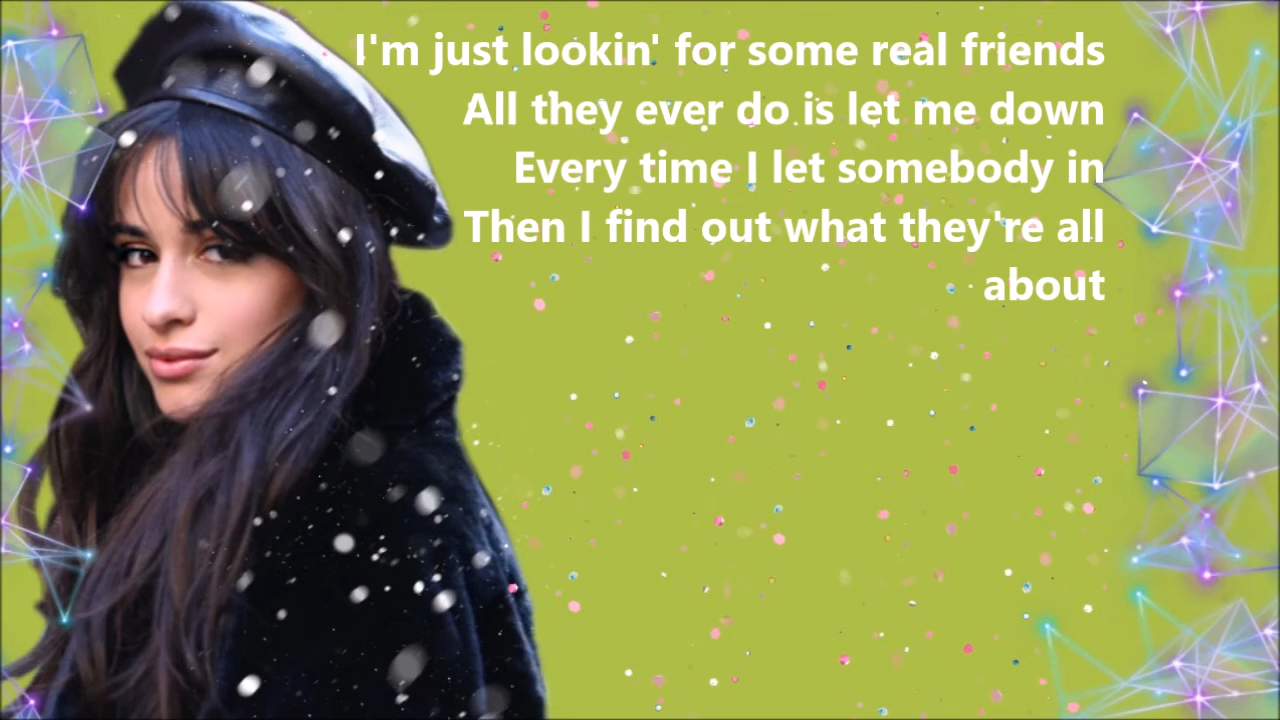 I'm just lookin' for some real friends
All they ever do is let me down
Every time I let somebody in
Then I find out what they're all
about